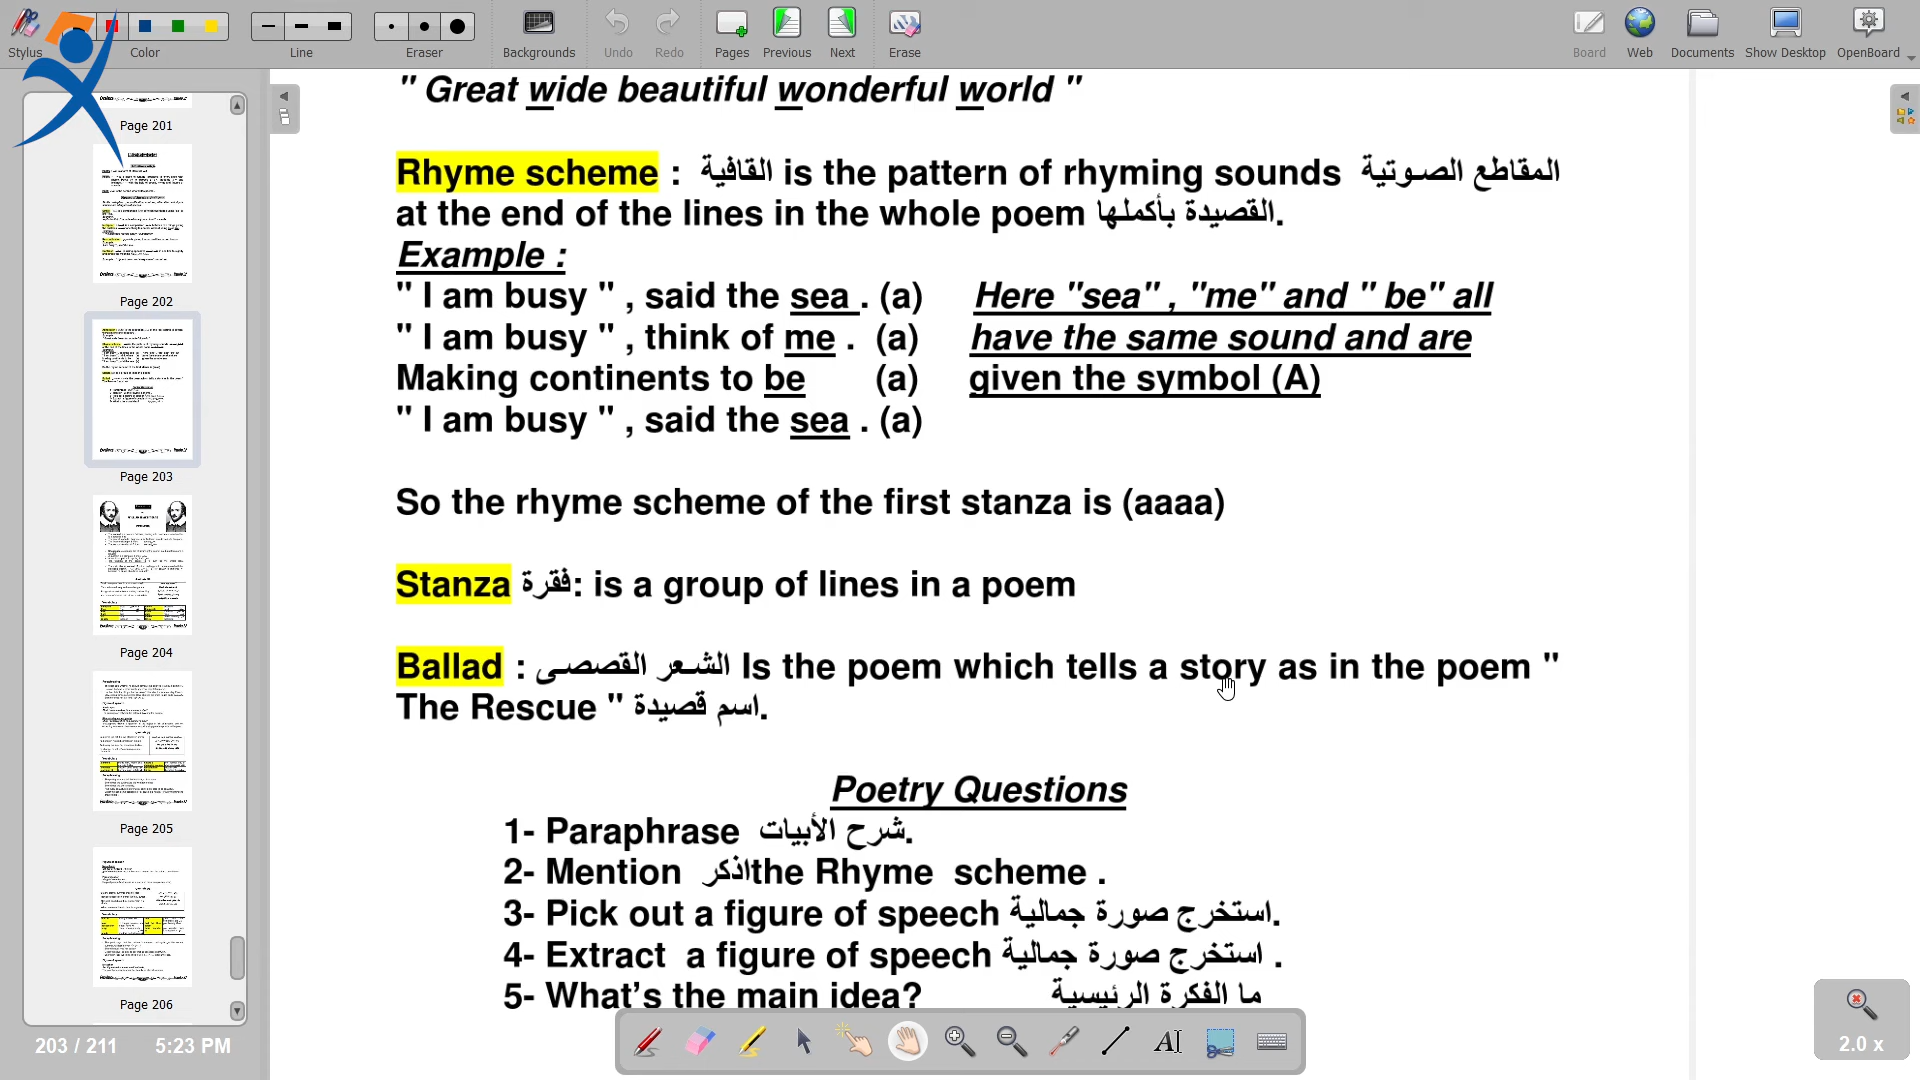 Stylus
Color
Line
Eraser
Backgrounds
Undo
Redo
Pages
Previous
Next
Erase
Board
Web
Documents
Show Desktop
OpenBoard
Page 201
Page 202
Page 203
Page 204
Page 205
Page 206
203 / 211 5:23 PM
" Great wide beautiful wonderful world "
Rhyme scheme : القافية is the pattern of rhyming sounds المقاطع الصوتية
at the end of the lines in the whole poem القصيدة بأكملها.
Example :
" I am busy " , said the sea . (a) Here "sea" , "me" and " be" all
" I am busy " , think of me . (a) have the same sound and are
Making continents to be (a) given the symbol (A)
" I am busy " , said the sea . (a)
So the rhyme scheme of the first stanza is (aaaa)
Stanza فقرة: is a group of lines in a poem
Ballad : الشعر القصصى Is the poem which tells a story as in the poem "
The Rescue " اسم قصيدة.
Poetry Questions
1- Paraphrase شرح الأبيات.
2- Mention اذكرthe Rhyme scheme .
3- Pick out a figure of speech استخرج صورة جمالية.
4- Extract a figure of speech استخرج صورة جمالية .
5- What's the main idea? ما الفكرة الرئيسية
2.0 x